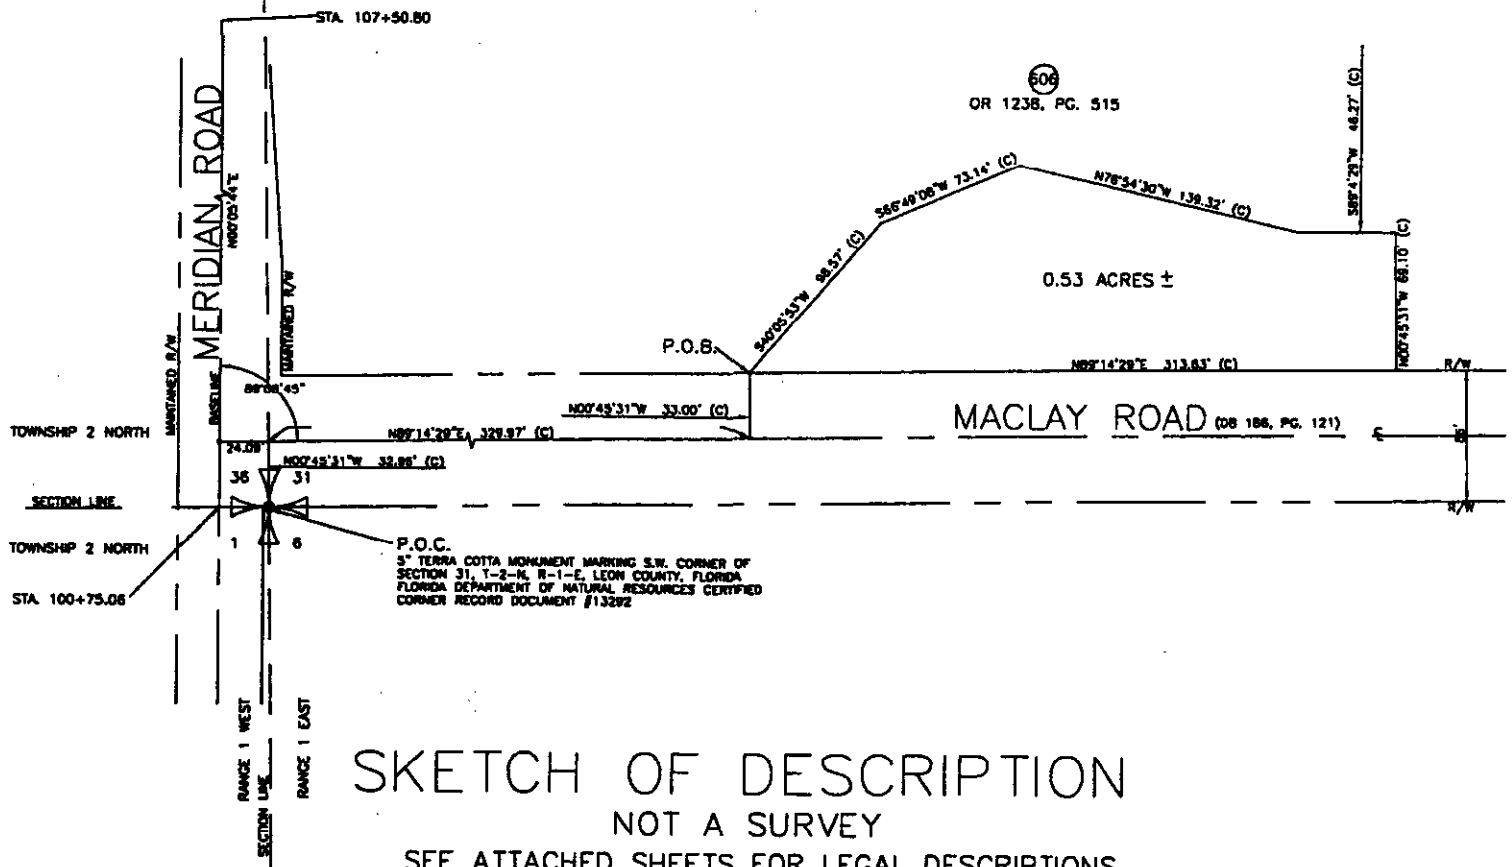 STA. 107+50.80
606
OR 1238, PG. 515
MERIDIAN ROAD
N00°05'44"E
MAINTAINED R/W
MAINTAINED R/W
BASELINE
S89°14'29"W 46.27' (C)
S66°49'08"W 73.14' (C)
N76°54'30"W 139.32' (C)
S40°05'53"W 98.57' (C)
0.53 ACRES ±
N00°45'31"W 69.10' (C)
P.O.B.
N89°14'29"E 313.63' (C)
R/W
89°08'45"
N00°45'31"W 33.00' (C)
MACLAY ROAD (DB 186, PG. 121)
TOWNSHIP 2 NORTH
24.09'
N89°14'29"E 329.97' (C)
N00°45'31"W 32.95' (C)
36 31
SECTION LINE
R/W
TOWNSHIP 2 NORTH
1 6
P.O.C.
5" TERRA COTTA MONUMENT MARKING S.W. CORNER OF
SECTION 31, T-2-N, R-1-E, LEON COUNTY, FLORIDA
FLORIDA DEPARTMENT OF NATURAL RESOURCES CERTIFIED
CORNER RECORD DOCUMENT #13292
STA. 100+75.06
RANGE 1 WEST
SECTION LINE
RANGE 1 EAST
SKETCH OF DESCRIPTION
NOT A SURVEY
SEE ATTACHED SHEETS FOR LEGAL DESCRIPTIONS